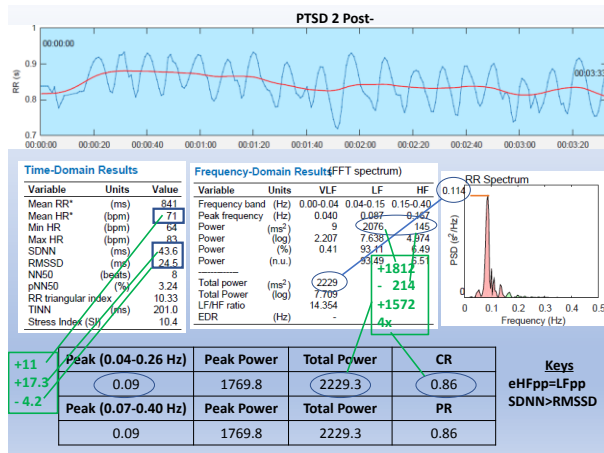 PTSD 2 Post-
1
0.9
0.8
0.7
RR (s)
00:00:00
00:03:33
00:00:00 00:00:20 00:00:40 00:01:00 00:01:20 00:01:40 00:02:00 00:02:20 00:02:40 00:03:00 00:03:20
Time-Domain Results
Variable Units Value
Mean RR* (ms) 841
Mean HR* (bpm) 71
Min HR (bpm) 64
Max HR (bpm) 83
SDNN (ms) 43.6
RMSSD (ms) 24.5
NN50 (beats) 8
pNN50 (%) 3.24
RR triangular index 10.33
TINN (ms) 201.0
Stress Index (SI) 10.4
Frequency-Domain Results (FFT spectrum)
Variable Units VLF LF HF
Frequency band (Hz) 0.00-0.04 0.04-0.15 0.15-0.40
Peak frequency (Hz) 0.040 0.087 0.167
Power (ms2) 9 2076 145
Power (log) 2.207 7.638 4.974
Power (%) 0.41 93.11 6.49
Power (n.u.) 93.49 6.51
Total power (ms2) 2229
Total Power (log) 7.709
LF/HF ratio 14.354
EDR (Hz) -
+1812
- 214
+1572
4x
0.114
RR Spectrum
PSD (s2/Hz)
0 0.1 0.2 0.3 0.4 0.5
Frequency (Hz)
+11
+17.3
- 4.2
Peak (0.04-0.26 Hz) Peak Power Total Power CR
0.09 1769.8 2229.3 0.86
Peak (0.07-0.40 Hz) Peak Power Total Power PR
0.09 1769.8 2229.3 0.86
Keys
eHFpp=LFpp
SDNN>RMSSD